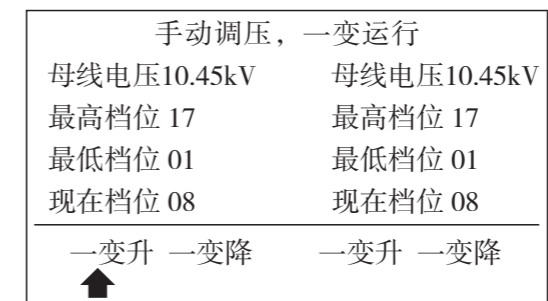 手动调压，一变运行
母线电压10.45kV 母线电压10.45kV
最高档位 17 最高档位 17
最低档位 01 最低档位 01
现在档位 08 现在档位 08
一变升 一变降 一变升 一变降